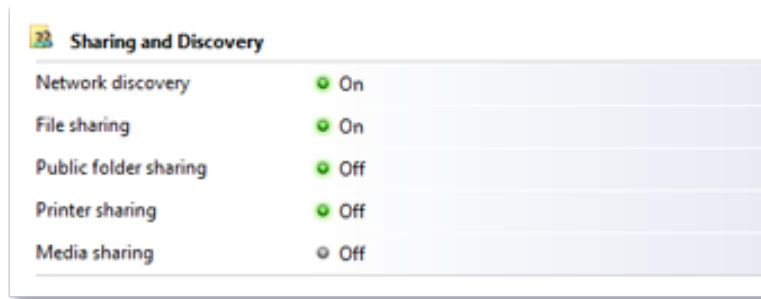 Sharing and Discovery
Network discovery On
File sharing On
Public folder sharing Off
Printer sharing Off
Media sharing Off